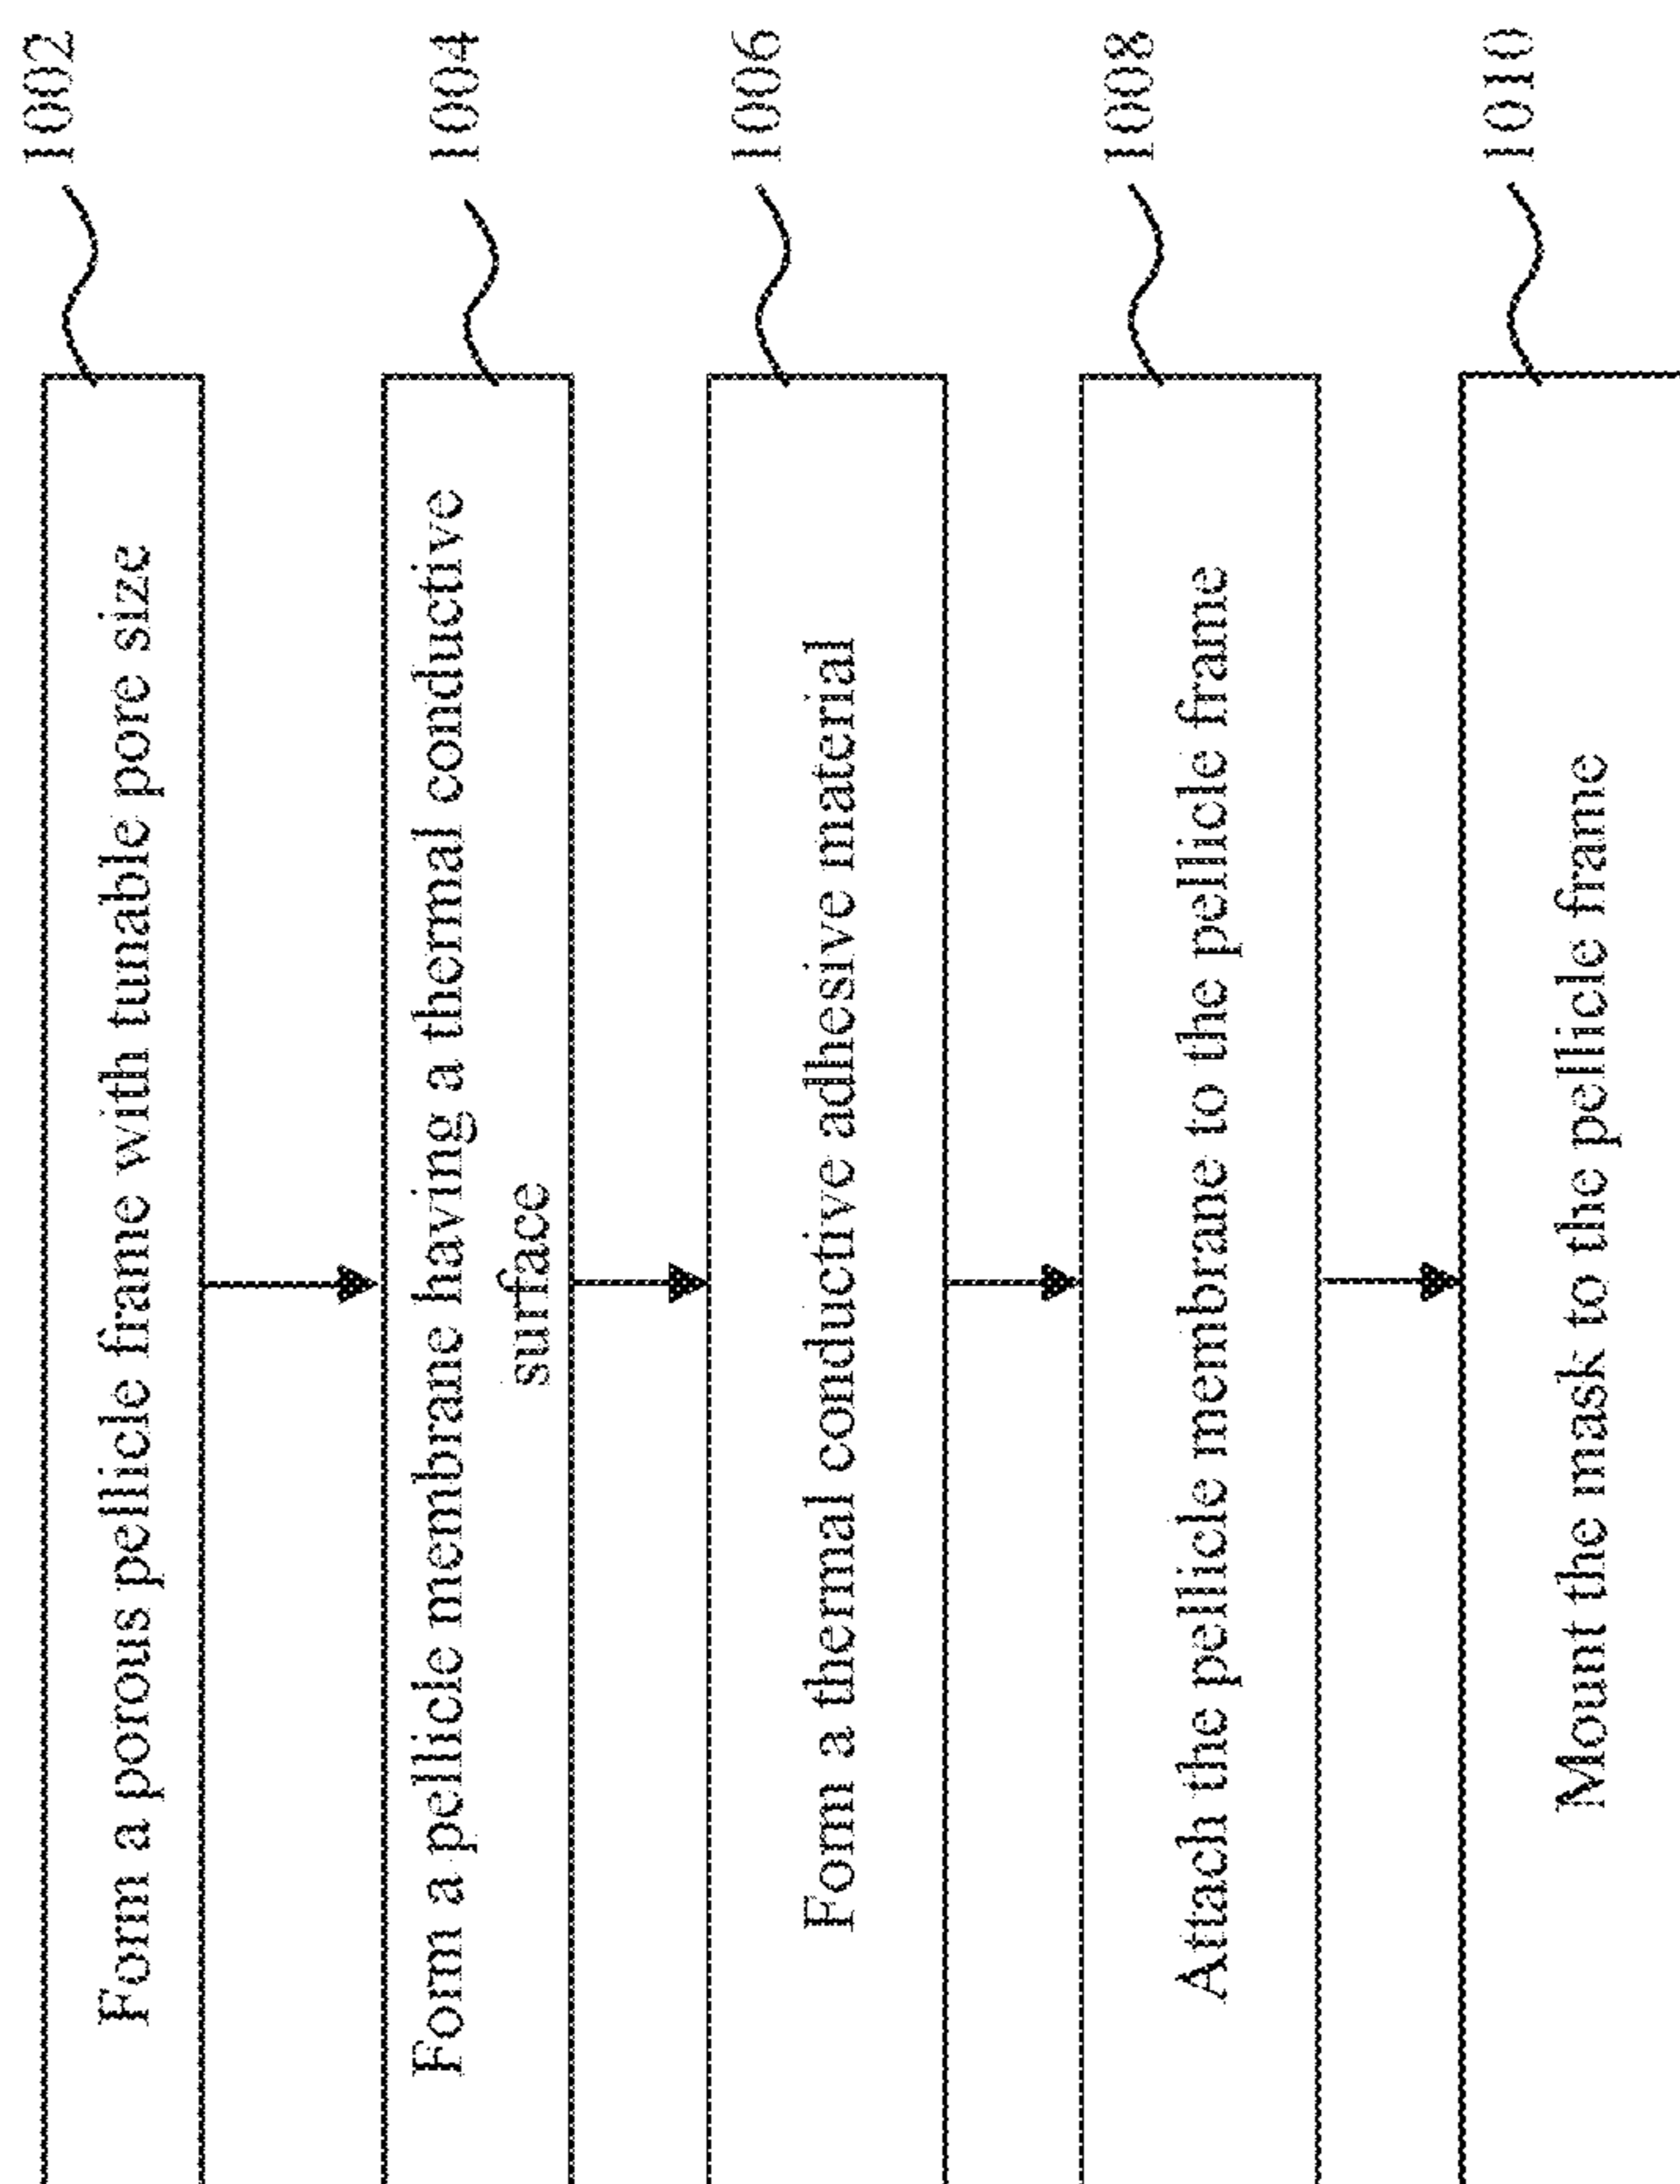 Form a porous pellicle frame with tunable pore size
1002
Form a pellicle membrane having a thermal conductive
surface
1004
Form a thermal conductive adhesive material
1006
Attach the pellicle membrane to the pellicle frame
1008
Mount the mask to the pellicle frame
1010